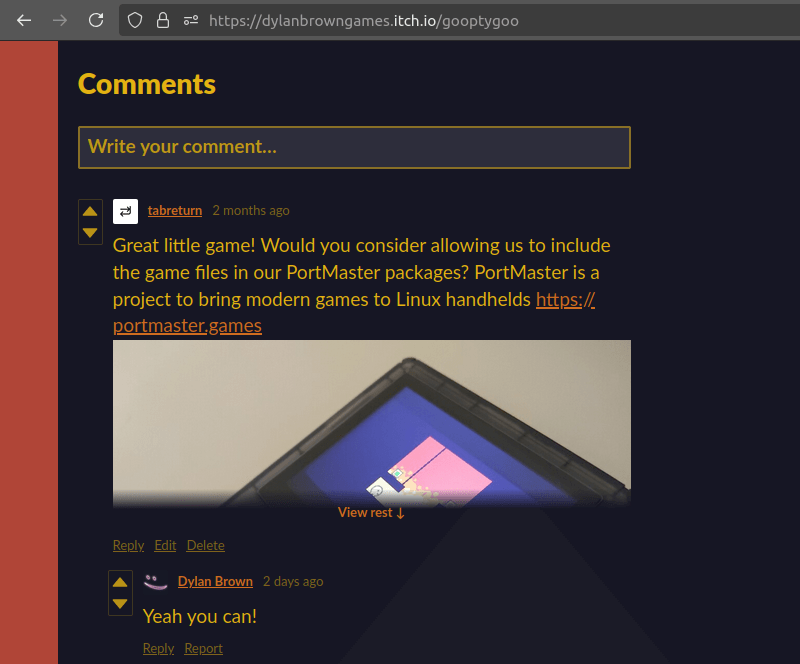 https://dylanbrowngames.itch.io/gooptygoo
Comments
Write your comment...
tabreturn 2 months ago
Great little game! Would you consider allowing us to include
the game files in our PortMaster packages? PortMaster is a
project to bring modern games to Linux handhelds https://
portmaster.games
View rest ↓
Reply Edit Delete
Dylan Brown 2 days ago
Yeah you can!
Reply Report